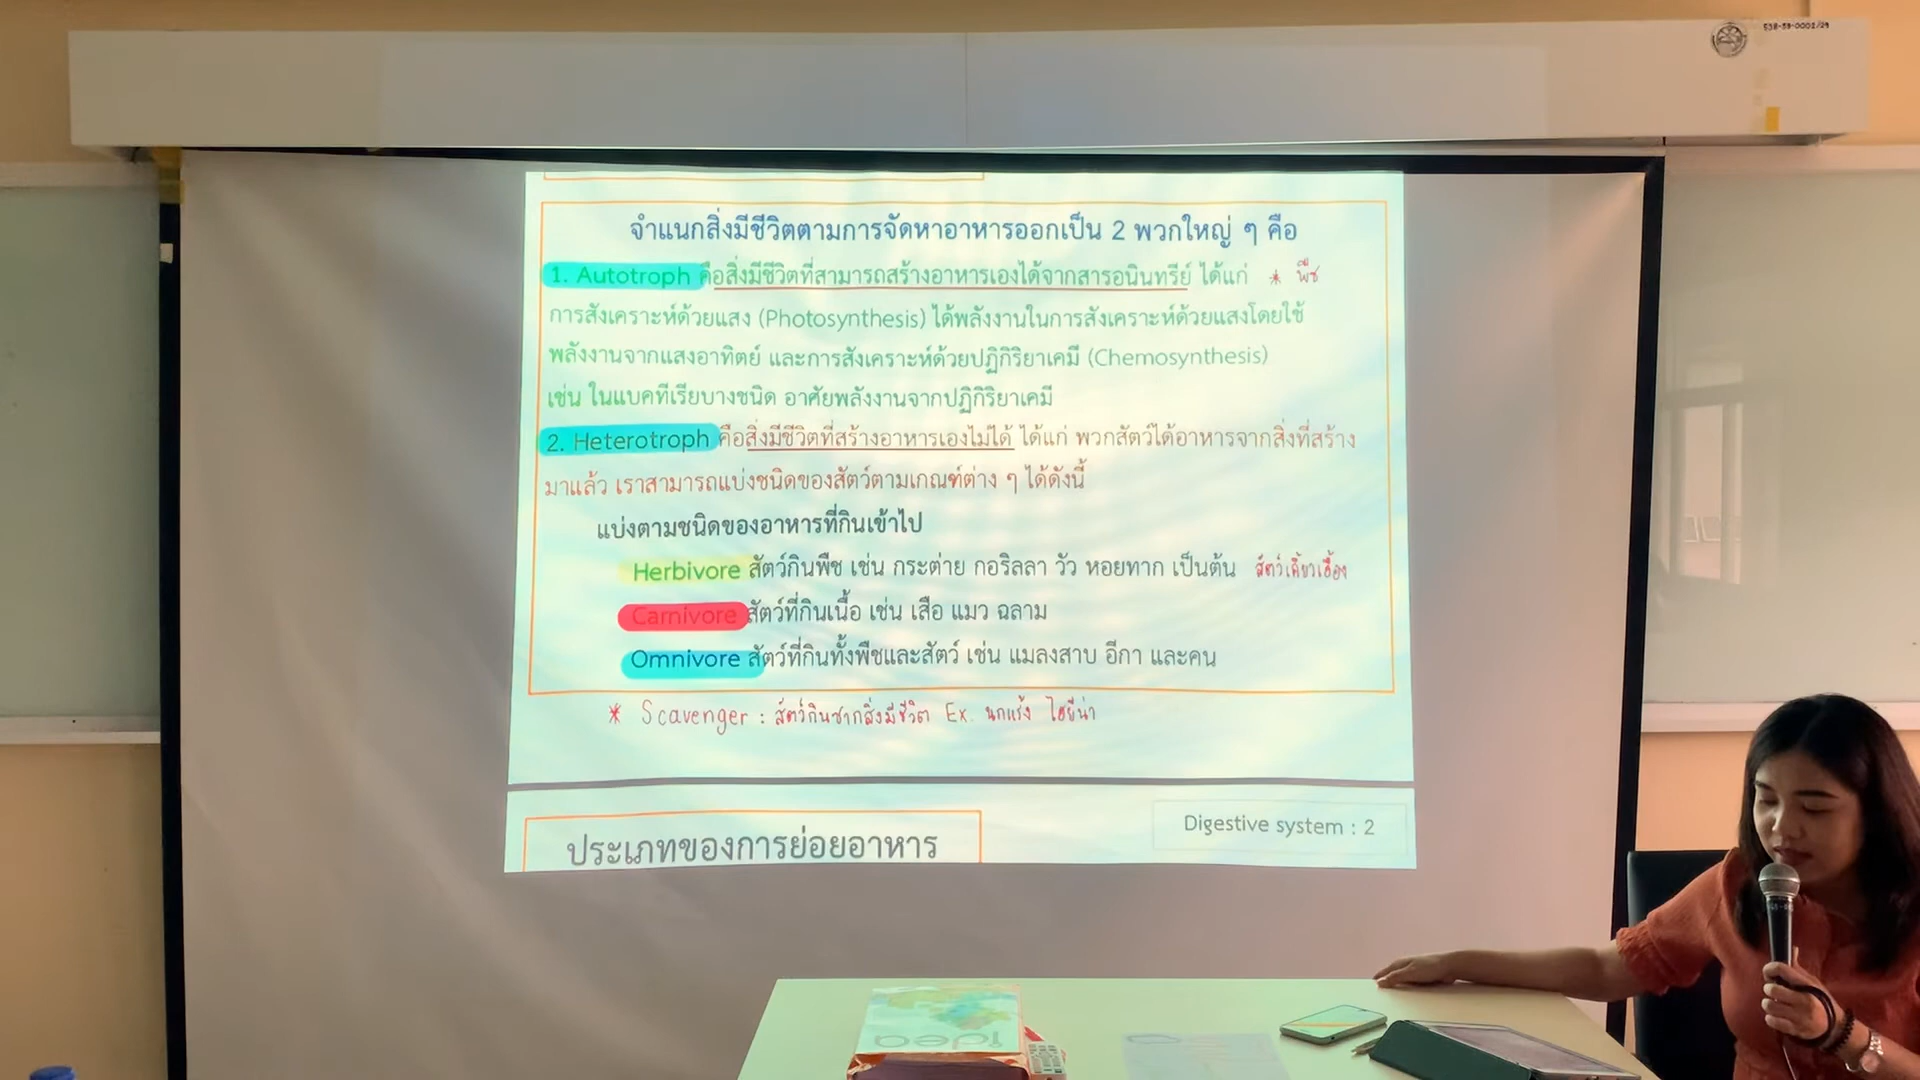 538-59-0001/29
จำแนกสิ่งมีชีวิตตามการจัดหาอาหารออกเป็น 2 พวกใหญ่ ๆ คือ
1. Autotroph คือสิ่งมีชีวิตที่สามารถสร้างอาหารเองได้จากสารอนินทรีย์ ได้แก่ * พืช
การสังเคราะห์ด้วยแสง (Photosynthesis) ได้พลังงานในการสังเคราะห์ด้วยแสงโดยใช้
พลังงานจากแสงอาทิตย์ และการสังเคราะห์ด้วยปฏิกิริยาเคมี (Chemosynthesis)
เช่น ในแบคทีเรียบางชนิด อาศัยพลังงานจากปฏิกิริยาเคมี
2. Heterotroph คือสิ่งมีชีวิตที่สร้างอาหารเองไม่ได้ ได้แก่ พวกสัตว์ได้อาหารจากสิ่งที่สร้าง
มาแล้ว เราสามารถแบ่งชนิดของสัตว์ตามเกณฑ์ต่าง ๆ ได้ดังนี้
แบ่งตามชนิดของอาหารที่กินเข้าไป
Herbivore สัตว์กินพืช เช่น กระต่าย กอริลลา วัว หอยทาก เป็นต้น สัตว์เคี้ยวเอื้อง
Carnivore สัตว์ที่กินเนื้อ เช่น เสือ แมว ฉลาม
Omnivore สัตว์ที่กินทั้งพืชและสัตว์ เช่น แมลงสาบ อีกา และคน
* Scavenger : สัตว์กินซากสิ่งมีชีวิต Ex. นกแร้ง ไฮยีน่า
ประเภทของการย่อยอาหาร
Digestive system : 2
idea